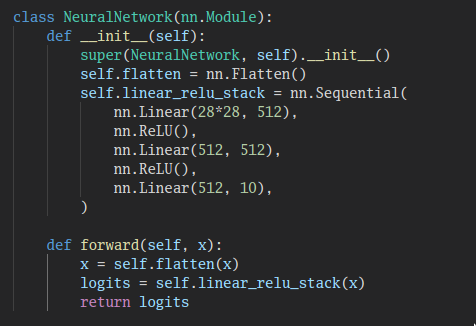 class NeuralNetwork(nn.Module):
    def __init__(self):
        super(NeuralNetwork, self).__init__()
        self.flatten = nn.Flatten()
        self.linear_relu_stack = nn.Sequential(
            nn.Linear(28*28, 512),
            nn.ReLU(),
            nn.Linear(512, 512),
            nn.ReLU(),
            nn.Linear(512, 10),
        )
    def forward(self, x):
        x = self.flatten(x)
        logits = self.linear_relu_stack(x)
        return logits